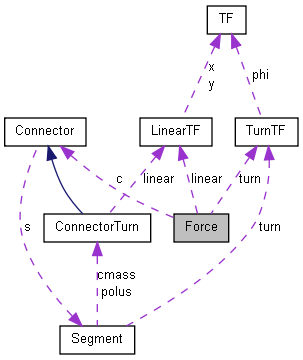 TF
x
y
phi
Connector
LinearTF
TurnTF
c
linear
linear
turn
s
ConnectorTurn
Force
turn
cmass
polus
Segment